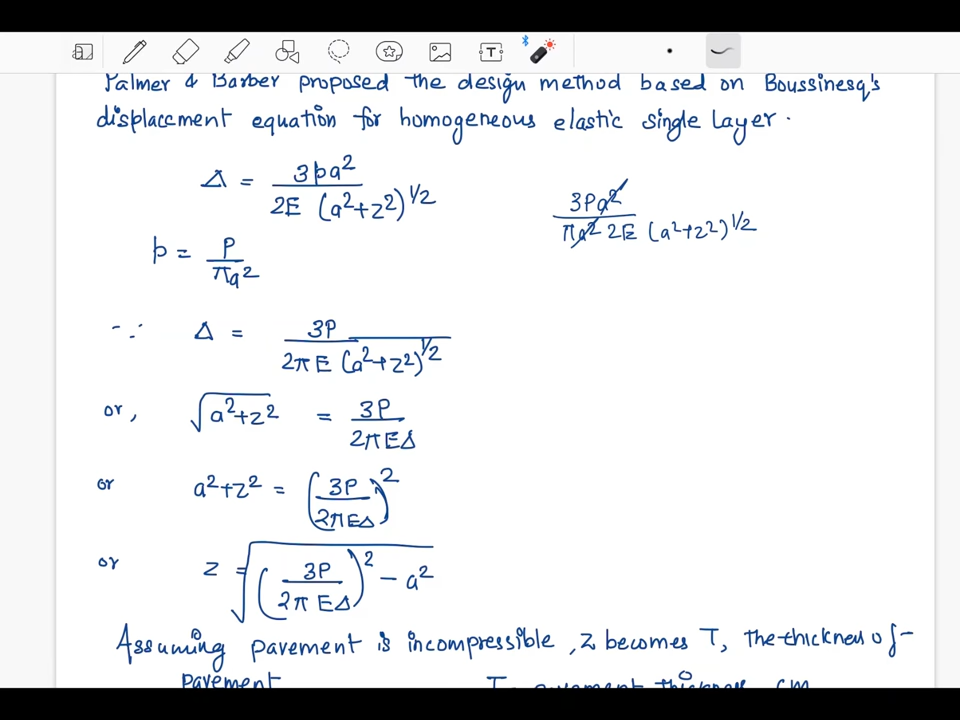 Palmer & Barber proposed the design method based on Boussinesq's
displacement equation for homogeneous elastic single layer.
Δ = 3pa² / 2E (a²+z²)^1/2
3Pa² / πa² 2E (a²+z²)^1/2
p = P / πa²
∵ Δ = 3P / 2πE (a²+z²)^1/2
or, √(a²+z²) = 3P / 2πEΔ
or a²+z² = (3P / 2πEΔ)²
or z = √((3P / 2πEΔ)² - a²)
Assuming pavement is incompressible, z becomes T, the thickness of
pavement T = pavement thickness, cm